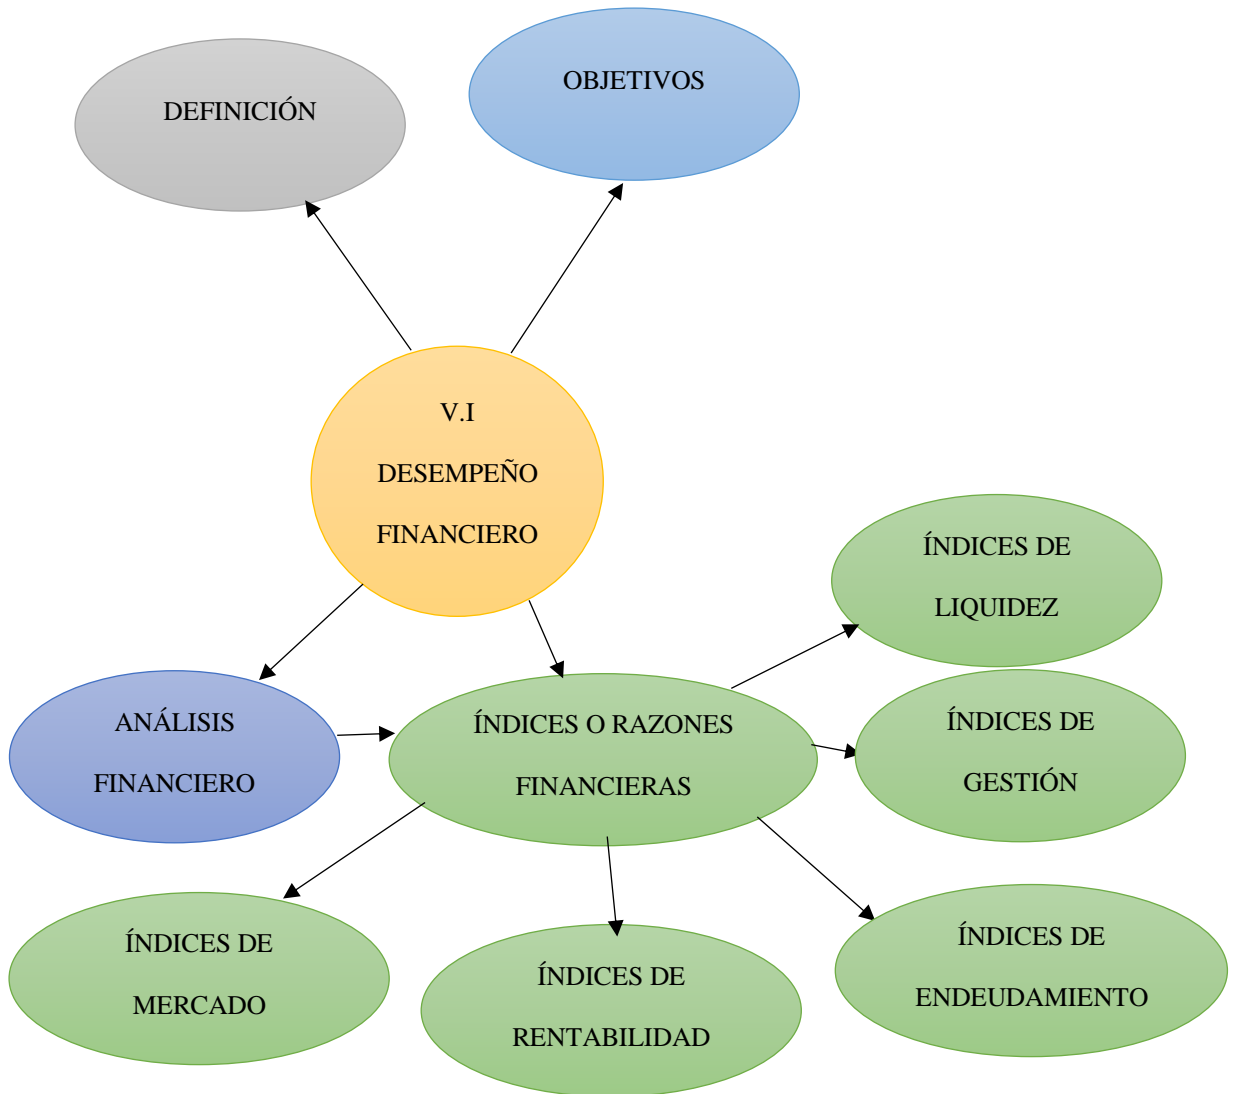 DEFINICIÓN
OBJETIVOS
V.I
DESEMPEÑO
FINANCIERO
ÍNDICES DE
LIQUIDEZ
ANÁLISIS
FINANCIERO
ÍNDICES O RAZONES
FINANCIERAS
ÍNDICES DE
GESTIÓN
ÍNDICES DE
MERCADO
ÍNDICES DE
RENTABILIDAD
ÍNDICES DE
ENDEUDAMIENTO